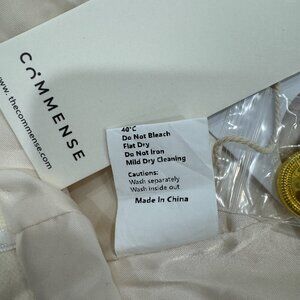 COMMENSE
www.thecommense.com
40°C
Do Not Bleach
Flat Dry
Do Not Iron
Mild Dry Cleaning
Cautions:
Wash separately
Wash inside out
Made In China